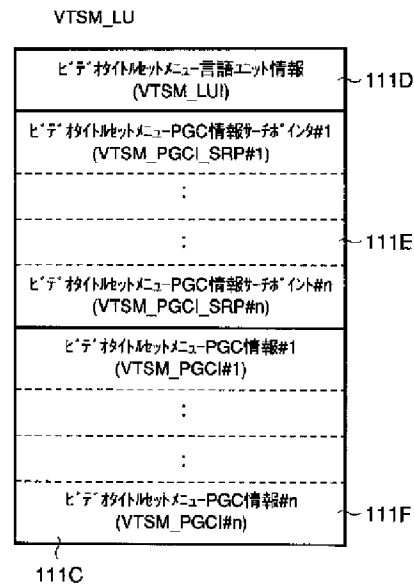 VTSM_LU
ﾋﾞﾃﾞｵﾀｲﾄﾙｾｯﾄﾒﾆｭｰ言語ﾕﾆｯﾄ情報
(VTSM_LUI)
111D
ﾋﾞﾃﾞｵﾀｲﾄﾙｾｯﾄﾒﾆｭｰPGC情報ｻｰﾁﾎﾟｲﾝﾀ#1
(VTSM_PGCI_SRP#1)
:
:
111E
ﾋﾞﾃﾞｵﾀｲﾄﾙｾｯﾄﾒﾆｭｰPGC情報ｻｰﾁﾎﾟｲﾝﾄ#n
(VTSM_PGCI_SRP#n)
ﾋﾞﾃﾞｵﾀｲﾄﾙｾｯﾄﾒﾆｭｰPGC情報#1
(VTSM_PGCI#1)
:
:
ﾋﾞﾃﾞｵﾀｲﾄﾙｾｯﾄﾒﾆｭｰPGC情報#n
(VTSM_PGCI#n)
111F
111C